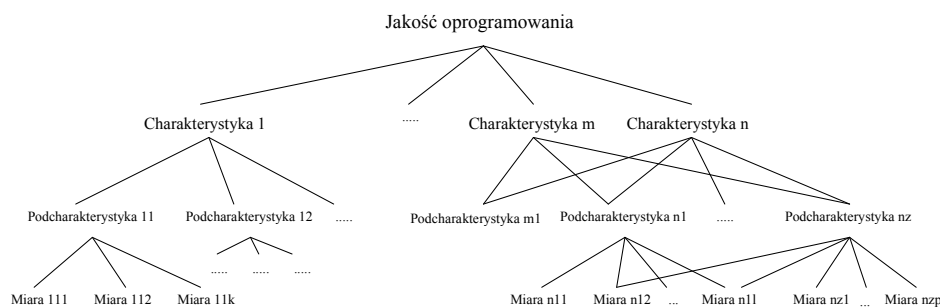 Jakość oprogramowania
Charakterystyka 1 ..... Charakterystyka m Charakterystyka n
Podcharakterystyka 11 Podcharakterystyka 12 ..... Podcharakterystyka m1 Podcharakterystyka n1 ..... Podcharakterystyka nz
..... ..... .....
Miara 111 Miara 112 Miara 11k Miara n11 Miara n12 ... Miara n1l Miara nz1 ... Miara nzp